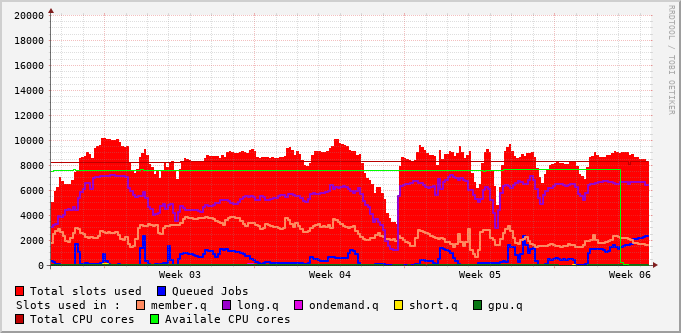 20000
18000
16000
14000
12000
10000
8000
6000
4000
2000
0
Week 03 Week 04 Week 05 Week 06
RRDTOOL / TOBI OETIKER
Total slots used Queued Jobs
Slots used in : member.q long.q ondemand.q short.q gpu.q
Total CPU cores Availale CPU cores